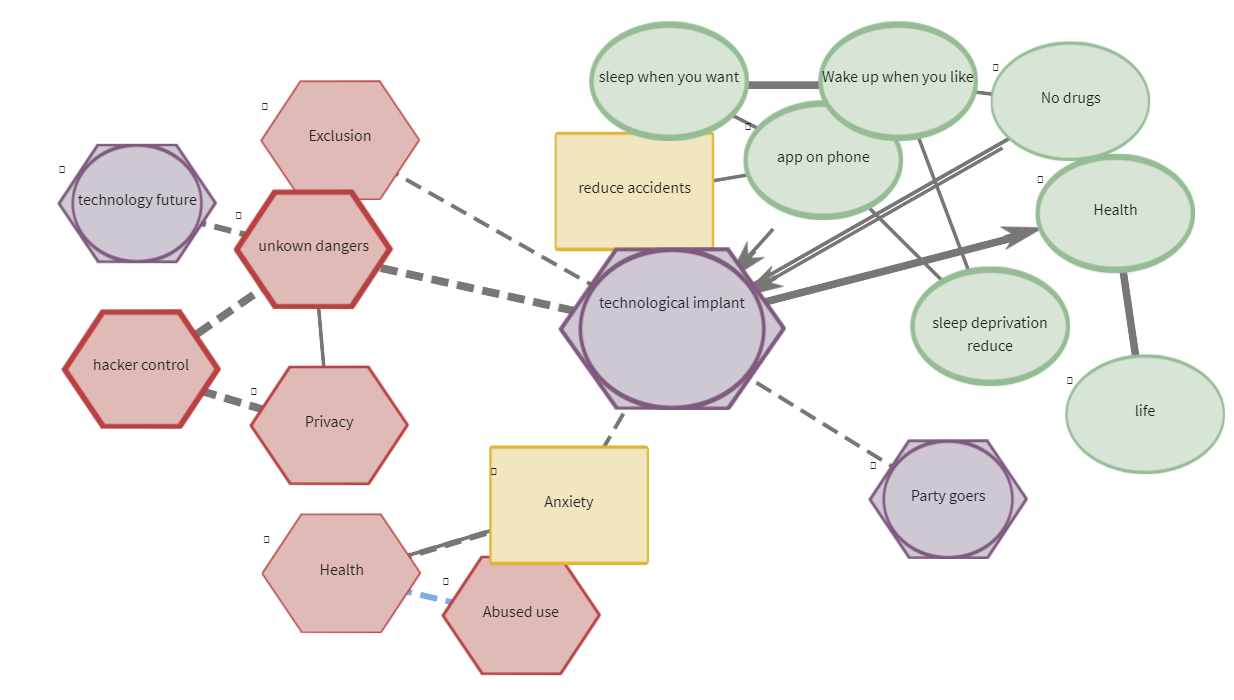 sleep when you want
Wake up when you like
No drugs
Exclusion
app on phone
reduce accidents
technology future
Health
unkown dangers
technological implant
sleep deprivation
reduce
hacker control
life
Privacy
Party goers
Anxiety
Health
Abused use